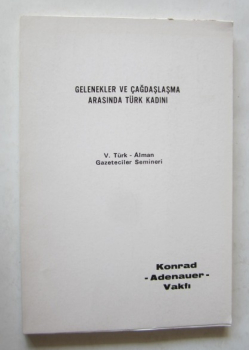 GELENEKLER VE ÇAĞDAŞLAŞMA
ARASINDA TÜRK KADINI
V. Türk - Alman
Gazeteciler Semineri
Konrad
-Adenauer-
Vakfı